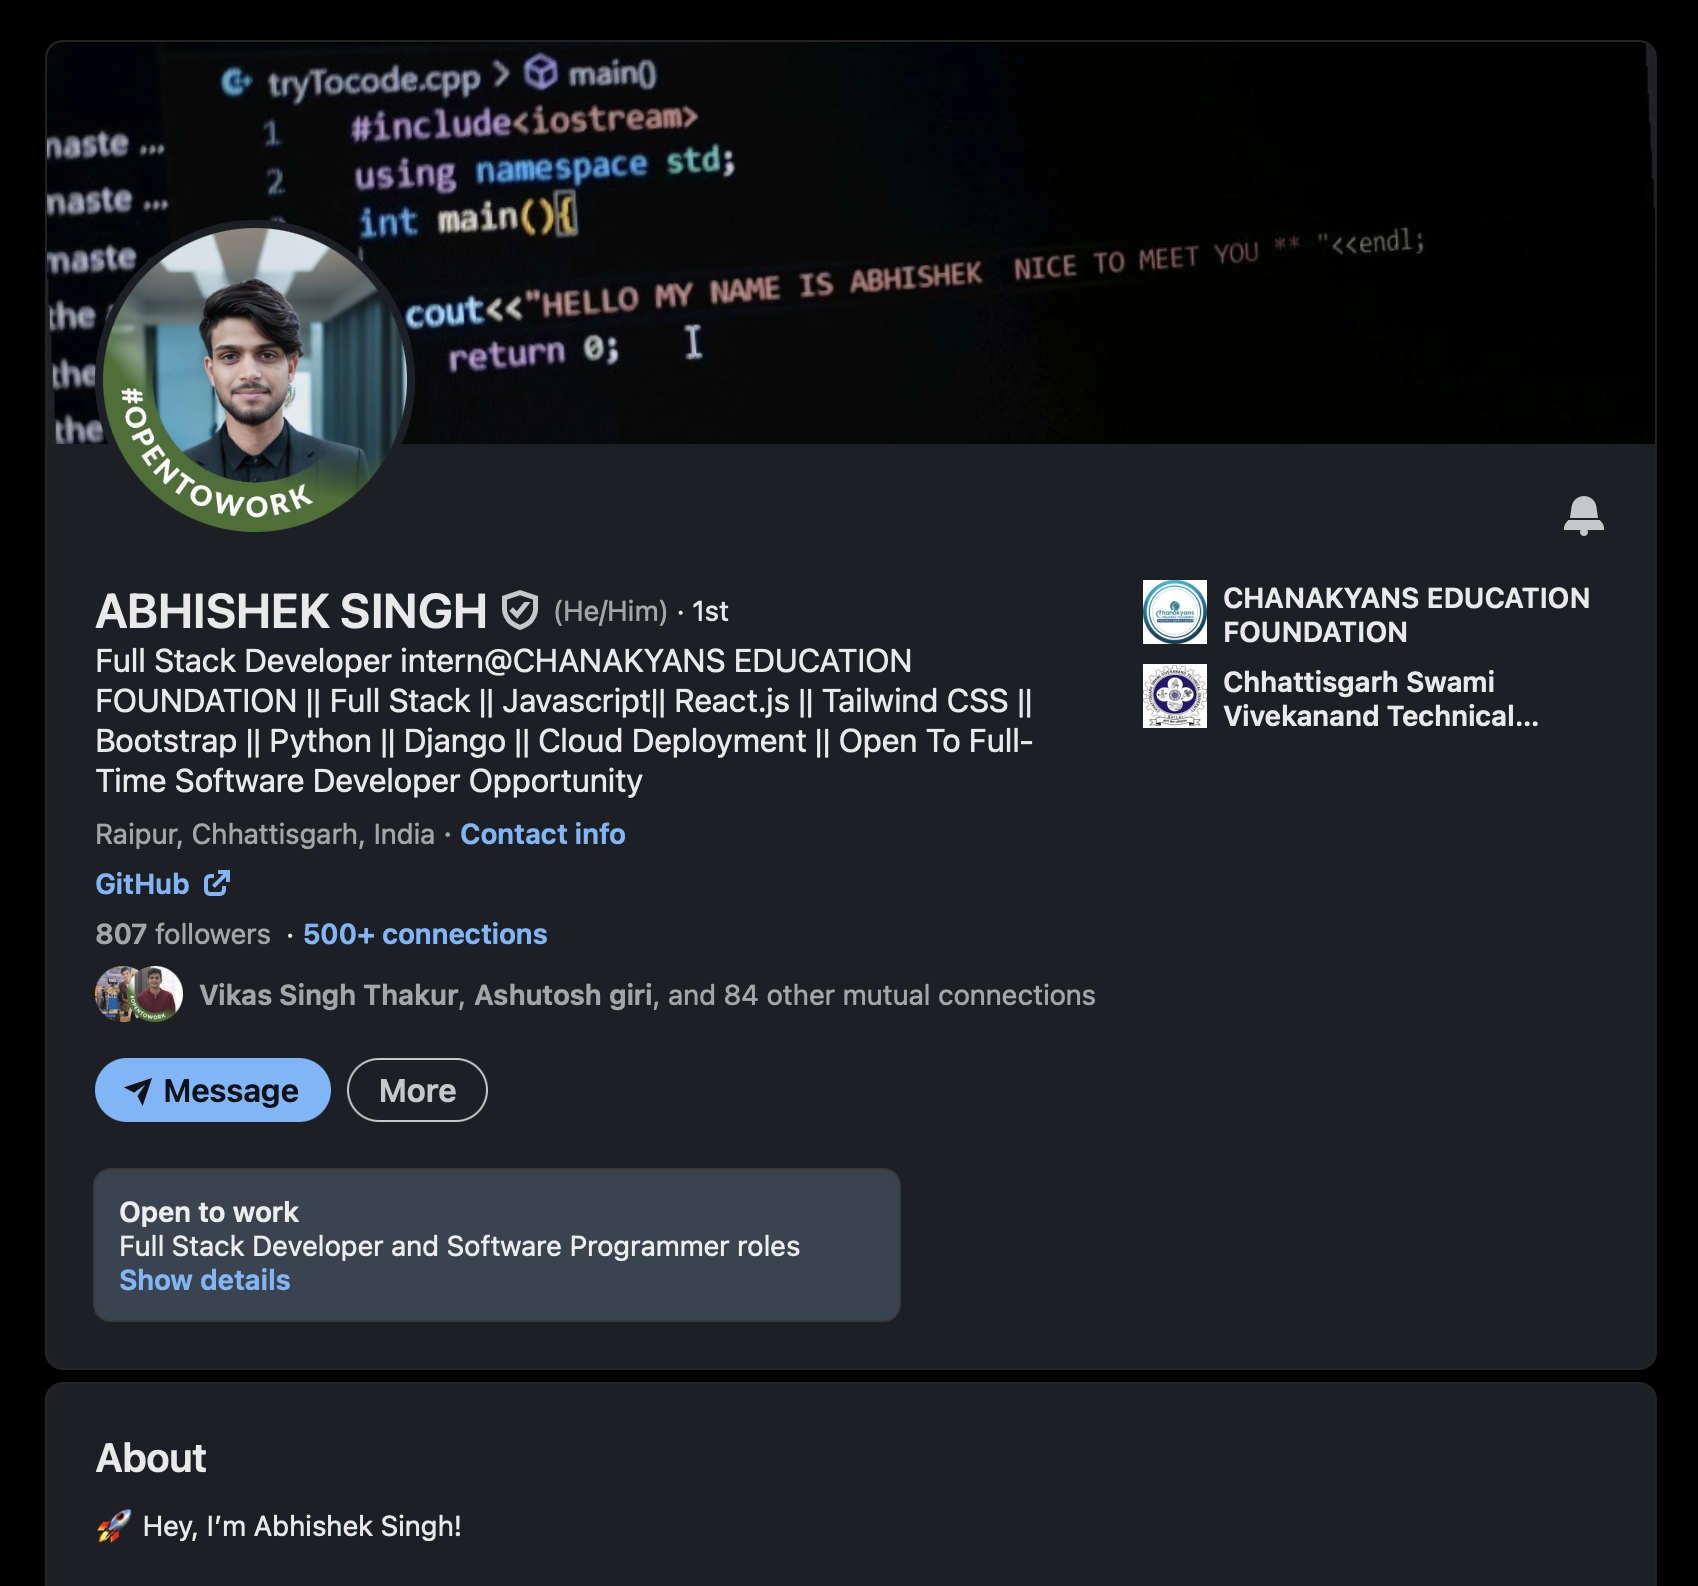 tryTocode.cpp > main()
1 #include<iostream>
2 using namespace std;
int main(){
cout<<"HELLO MY NAME IS ABHISHEK  NICE TO MEET YOU ** "<<endl;
return 0;
naste ...
maste ...
maste
the
the
the
#OPENTOWORK
ABHISHEK SINGH (He/Him) · 1st
Full Stack Developer intern@CHANAKYANS EDUCATION
FOUNDATION || Full Stack || Javascript|| React.js || Tailwind CSS ||
Bootstrap || Python || Django || Cloud Deployment || Open To Full-
Time Software Developer Opportunity
Raipur, Chhattisgarh, India · Contact info
GitHub
807 followers · 500+ connections
Vikas Singh Thakur, Ashutosh giri, and 84 other mutual connections
Message
More
CHANAKYANS EDUCATION
FOUNDATION
Chhattisgarh Swami
Vivekanand Technical...
Open to work
Full Stack Developer and Software Programmer roles
Show details
About
🚀 Hey, I'm Abhishek Singh!